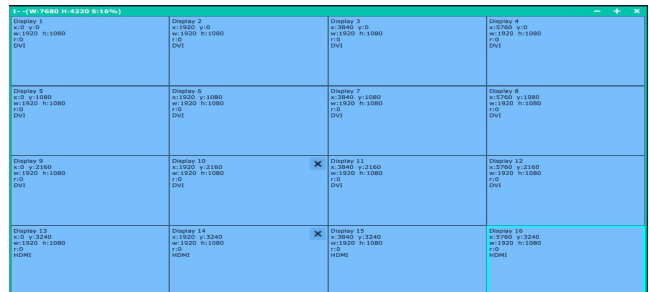 1- -(W:7680 H:4320 S:16%)
Display 1
x:0 y:0
w:1920 h:1080
r:0
DVI
Display 2
x:1920 y:0
w:1920 h:1080
r:0
DVI
Display 3
x:3840 y:0
w:1920 h:1080
r:0
DVI
Display 4
x:5760 y:0
w:1920 h:1080
r:0
DVI
Display 5
x:0 y:1080
w:1920 h:1080
r:0
DVI
Display 6
x:1920 y:1080
w:1920 h:1080
r:0
DVI
Display 7
x:3840 y:1080
w:1920 h:1080
r:0
DVI
Display 8
x:5760 y:1080
w:1920 h:1080
r:0
DVI
Display 9
x:0 y:2160
w:1920 h:1080
r:0
DVI
Display 10
x:1920 y:2160
w:1920 h:1080
r:0
DVI
Display 11
x:3840 y:2160
w:1920 h:1080
r:0
DVI
Display 12
x:5760 y:2160
w:1920 h:1080
r:0
DVI
Display 13
x:0 y:3240
w:1920 h:1080
r:0
HDMI
Display 14
x:1920 y:3240
w:1920 h:1080
r:0
HDMI
Display 15
x:3840 y:3240
w:1920 h:1080
r:0
HDMI
Display 16
x:5760 y:3240
w:1920 h:1080
r:0
HDMI